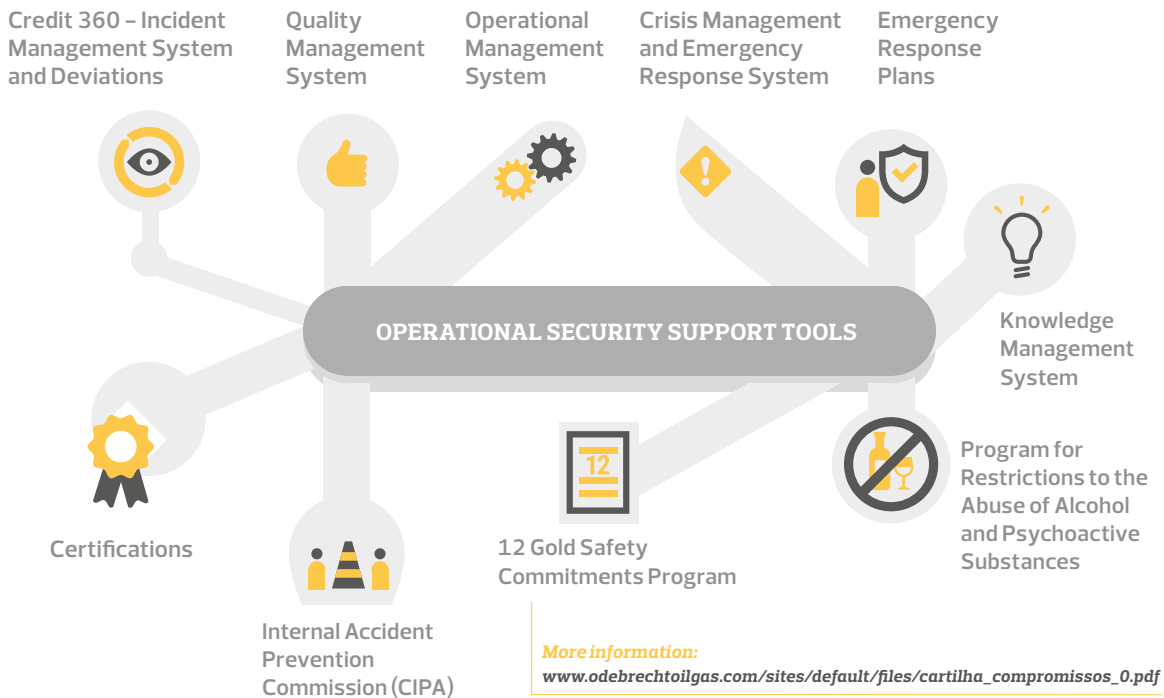 Credit 360 – Incident
Management System
and Deviations
Quality
Management
System
Operational
Management
System
Crisis Management
and Emergency
Response System
Emergency
Response
Plans
Knowledge
Management
System
OPERATIONAL SECURITY SUPPORT TOOLS
12
Certifications
Internal Accident
Prevention
Commission (CIPA)
12 Gold Safety
Commitments Program
Program for
Restrictions to the
Abuse of Alcohol
and Psychoactive
Substances
More information:
www.odebrechtoilgas.com/sites/default/files/cartilha_compromissos_0.pdf